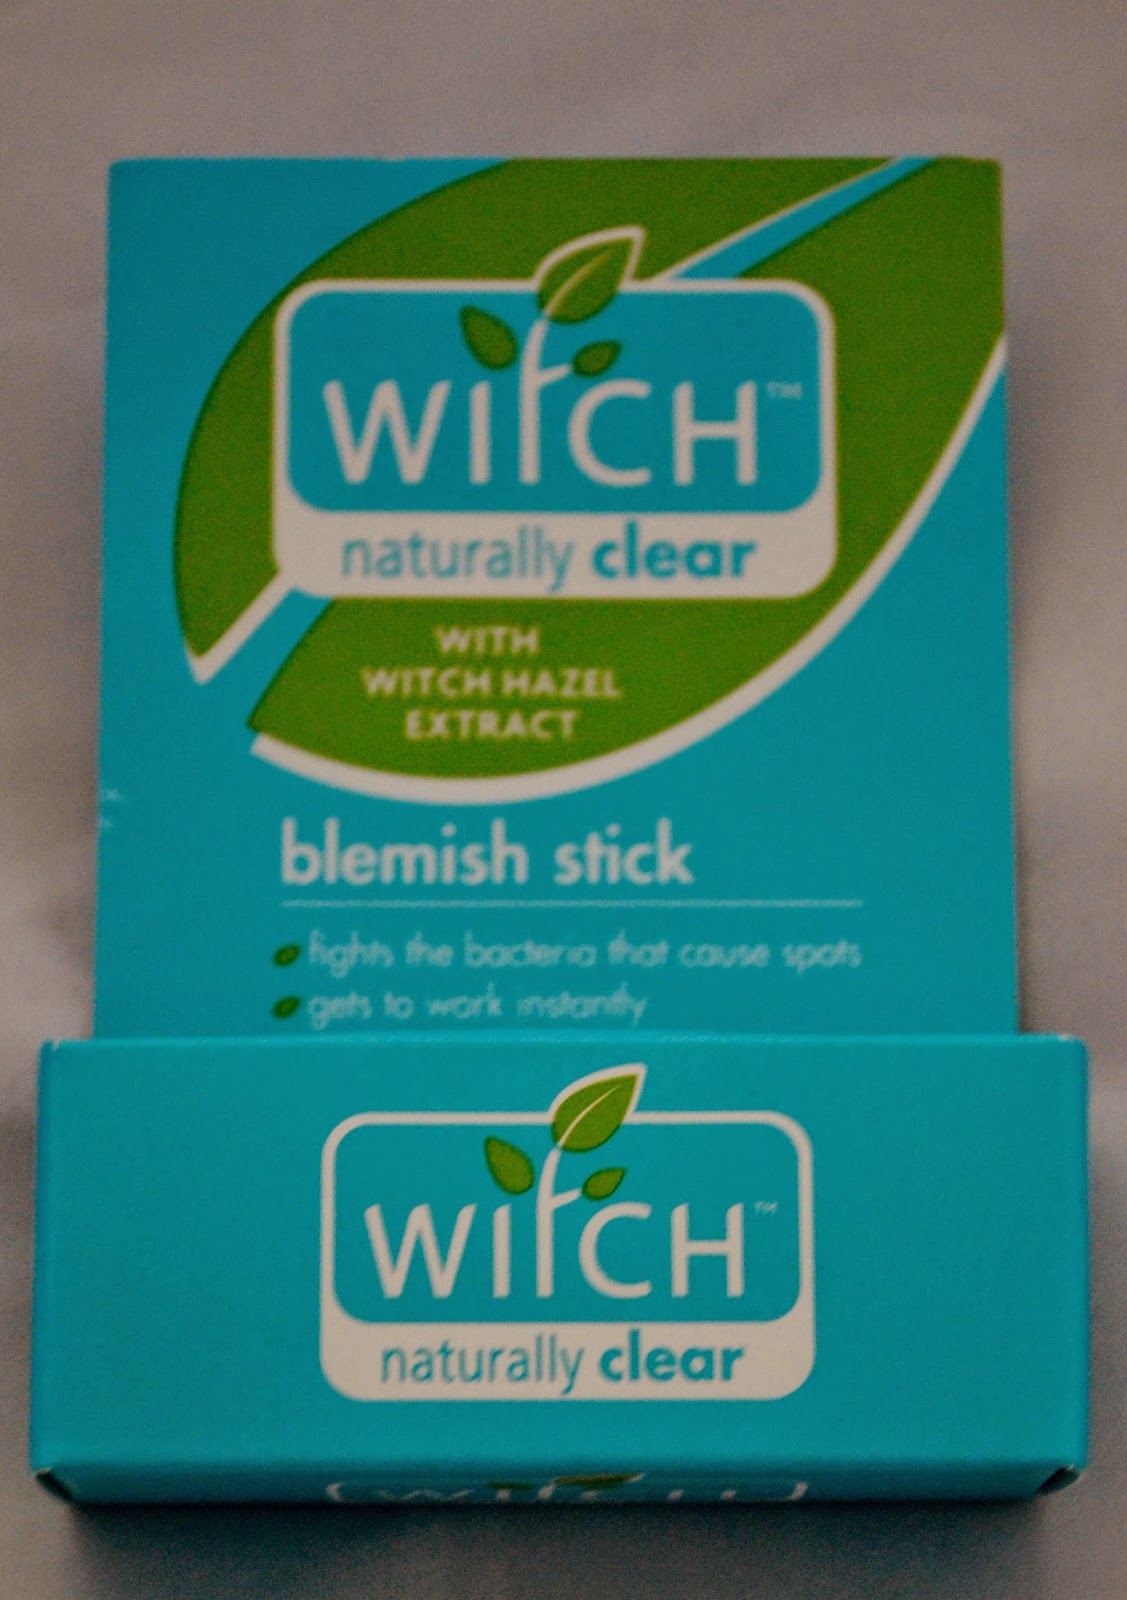 WITCH™
naturally clear
WITH
WITCH HAZEL
EXTRACT
blemish stick
fights the bacteria that cause spots
gets to work instantly
WITCH™
naturally clear
WITCH